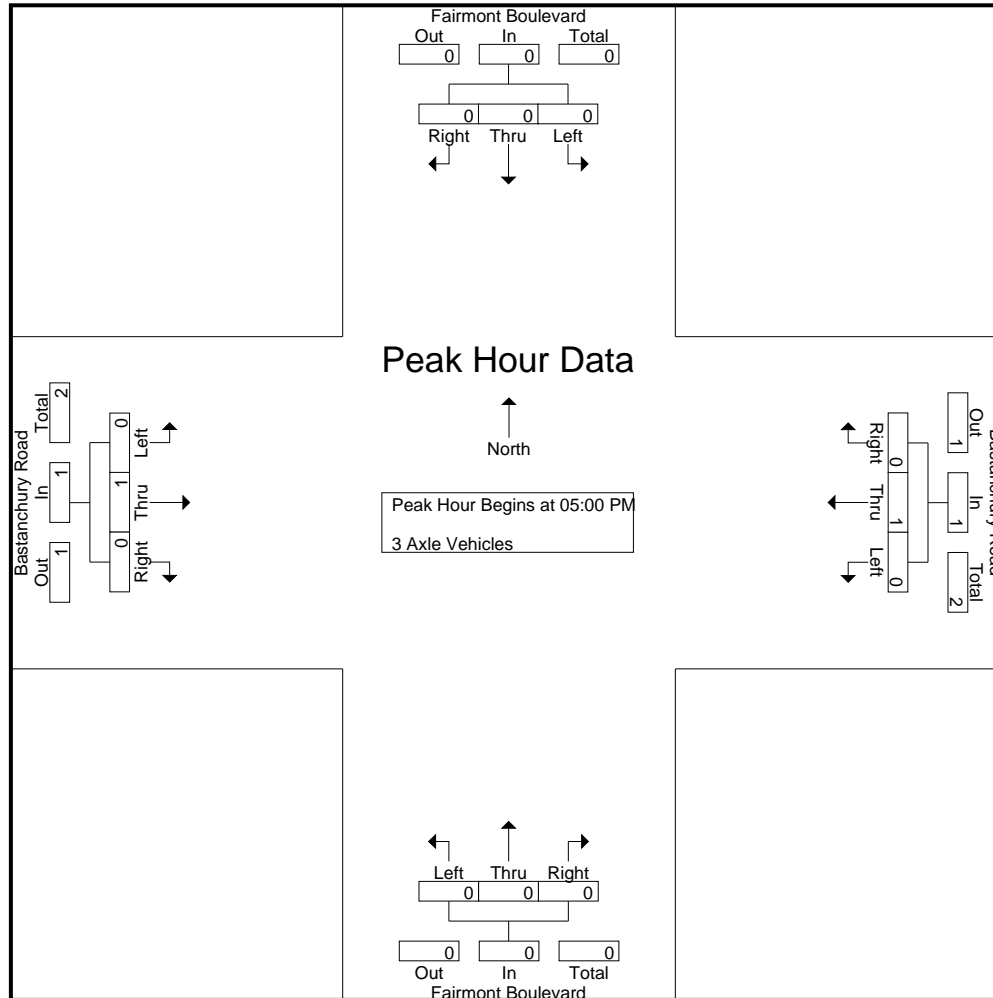 Fairmont Boulevard
Out In Total
0 0 0
0 0 0
Right Thru Left
Peak Hour Data
North
Peak Hour Begins at 05:00 PM
3 Axle Vehicles
Bastanchury Road
Out In Total
1 1 2
Left Thru Right
0 1 0
Bastanchury Road
Out In Total
1 1 2
Right Thru Left
0 1 0
Left Thru Right
0 0 0
0 0 0
Out In Total
Fairmont Boulevard